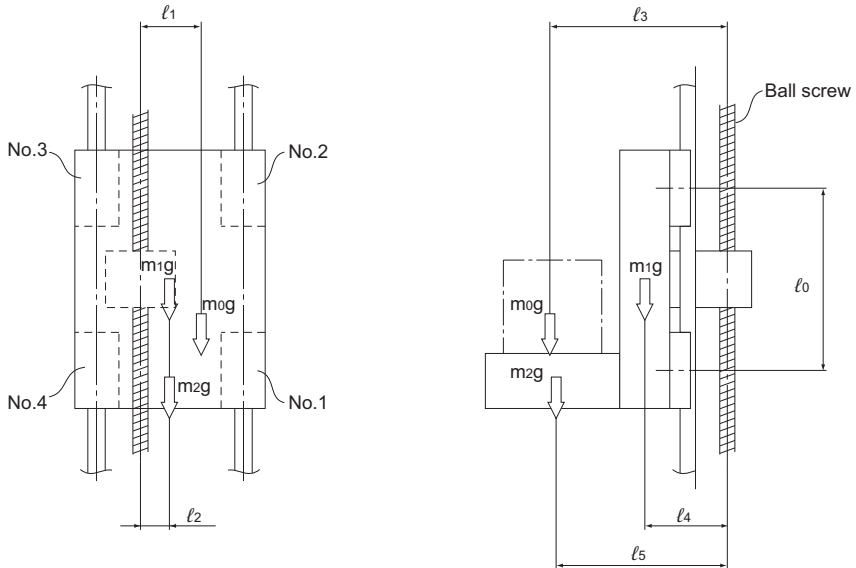 ℓ1
No.3
No.2
m1g
m0g
m2g
No.4
No.1
ℓ2
ℓ3
Ball screw
m1g
m0g
m2g
ℓ0
ℓ4
ℓ5